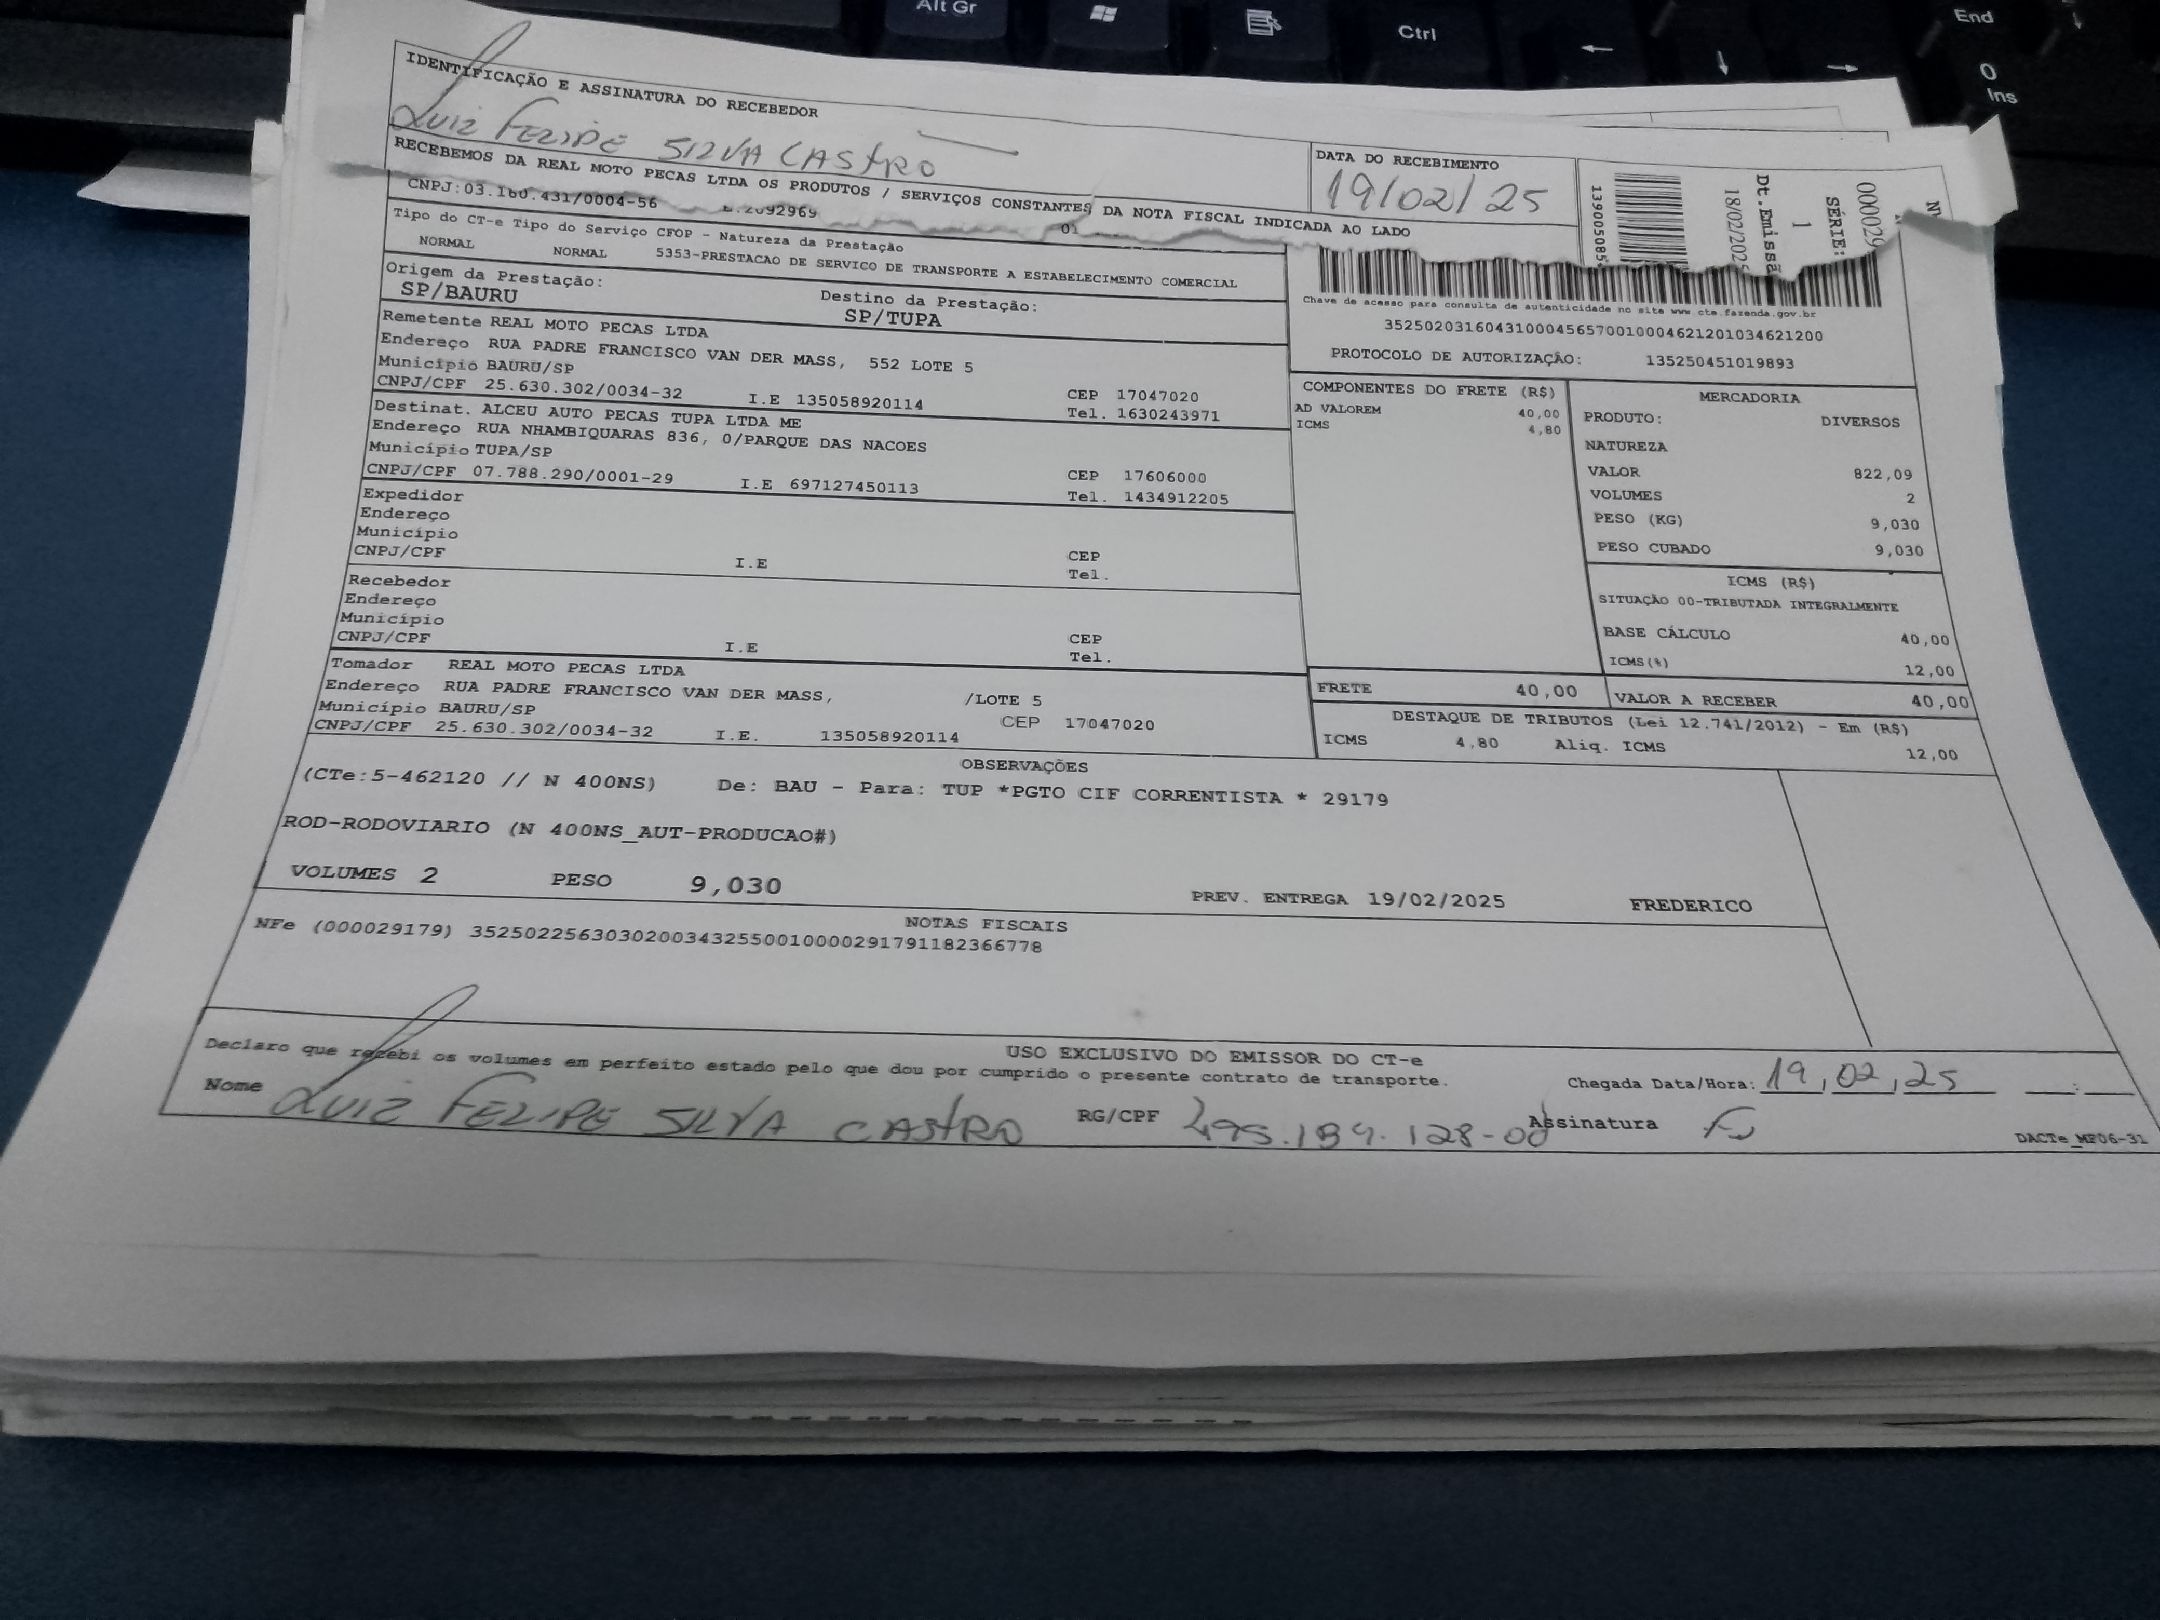 Alt Gr
Ctrl
End
0
Ins
IDENTIFICAÇÃO E ASSINATURA DO RECEBEDOR
LUIZ FELIPE SILVA CASTRO
DATA DO RECEBIMENTO
19/02/25
RECEBEMOS DA REAL MOTO PECAS LTDA OS PRODUTOS / SERVIÇOS CONSTANTES DA NOTA FISCAL INDICADA AO LADO
SÉRIE:
1
Dt.Emissã
18/02/202
CNPJ:03.160.431/0004-56
Tipo do CT-e Tipo do Serviço CFOP - Natureza da Prestação
NORMAL NORMAL 5353-PRESTACAO DE SERVICO DE TRANSPORTE A ESTABELECIMENTO COMERCIAL
Origem da Prestação: Destino da Prestação:
SP/BAURU SP/TUPA
Chave de acesso para consulta de autenticidade no site www.cte.fazenda.gov.br
35250203160431000456570010004621201034621200
PROTOCOLO DE AUTORIZAÇÃO: 135250451019893
Remetente REAL MOTO PECAS LTDA
Endereço RUA PADRE FRANCISCO VAN DER MASS, 552 LOTE 5
Município BAURU/SP CEP 17047020
CNPJ/CPF 25.630.302/0034-32 I.E 135058920114 Tel. 1630243971
Destinat. ALCEU AUTO PECAS TUPA LTDA ME
Endereço RUA NHAMBIQUARAS 836, 0/PARQUE DAS NACOES
Município TUPA/SP CEP 17606000
CNPJ/CPF 07.788.290/0001-29 I.E 697127450113 Tel. 1434912205
Expedidor
Endereço
Município CEP
CNPJ/CPF I.E Tel.
Recebedor
Endereço
Município CEP
CNPJ/CPF I.E Tel.
Tomador REAL MOTO PECAS LTDA
Endereço RUA PADRE FRANCISCO VAN DER MASS, /LOTE 5
Município BAURU/SP CEP 17047020
CNPJ/CPF 25.630.302/0034-32 I.E. 135058920114
COMPONENTES DO FRETE (R$)
AD VALOREM 40,00
ICMS 4,80
MERCADORIA
PRODUTO: DIVERSOS
NATUREZA
VALOR 822,09
VOLUMES 2
PESO (KG) 9,030
PESO CUBADO 9,030
ICMS (R$)
SITUAÇÃO 00-TRIBUTADA INTEGRALMENTE
BASE CÁLCULO 40,00
ICMS(%) 12,00
FRETE 40,00 VALOR A RECEBER 40,00
DESTAQUE DE TRIBUTOS (Lei 12.741/2012) - Em (R$)
ICMS 4,80 Aliq. ICMS 12,00
OBSERVAÇÕES
(CTe:5-462120 // N 400NS) De: BAU - Para: TUP *PGTO CIF CORRENTISTA * 29179
ROD-RODOVIARIO (N 400NS_AUT-PRODUCAO#)
VOLUMES 2 PESO 9,030 PREV. ENTREGA 19/02/2025 FREDERICO
NOTAS FISCAIS
NFe (000029179) 35250225630302003432550010000291791182366778
USO EXCLUSIVO DO EMISSOR DO CT-e
Declaro que recebi os volumes em perfeito estado pelo que dou por cumprido o presente contrato de transporte.
Chegada Data/Hora: 19,02,25
Nome LUIZ FELIPE SILVA CASTRO RG/CPF Assinatura
DACTe_MP06-31